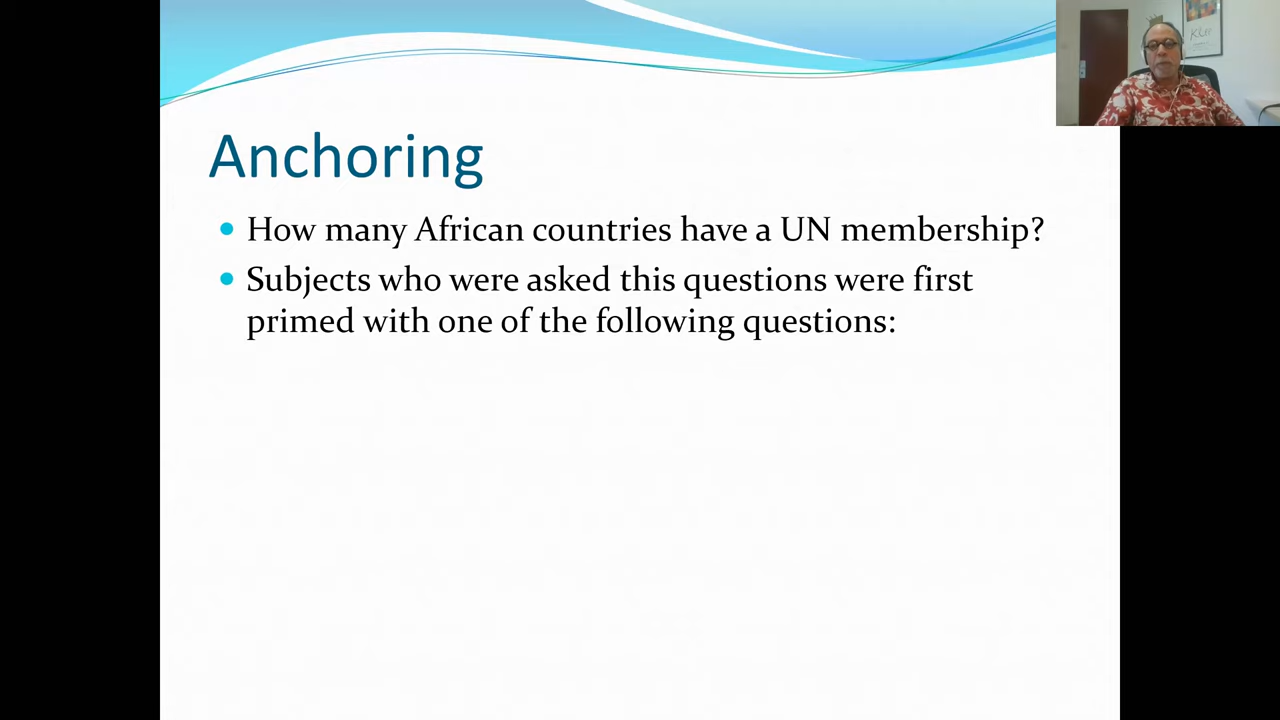 Anchoring
How many African countries have a UN membership?
Subjects who were asked this questions were first
primed with one of the following questions: